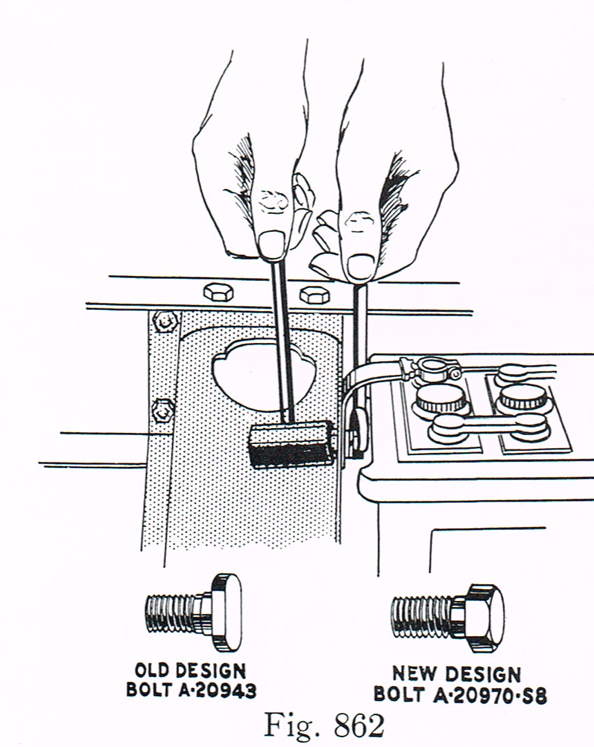 OLD DESIGN
BOLT A-20943
NEW DESIGN
BOLT A-20970-S8
Fig. 862